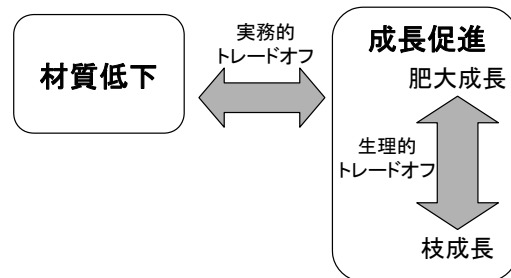 材質低下
実務的
トレードオフ
成長促進
肥大成長
生理的
トレードオフ
枝成長